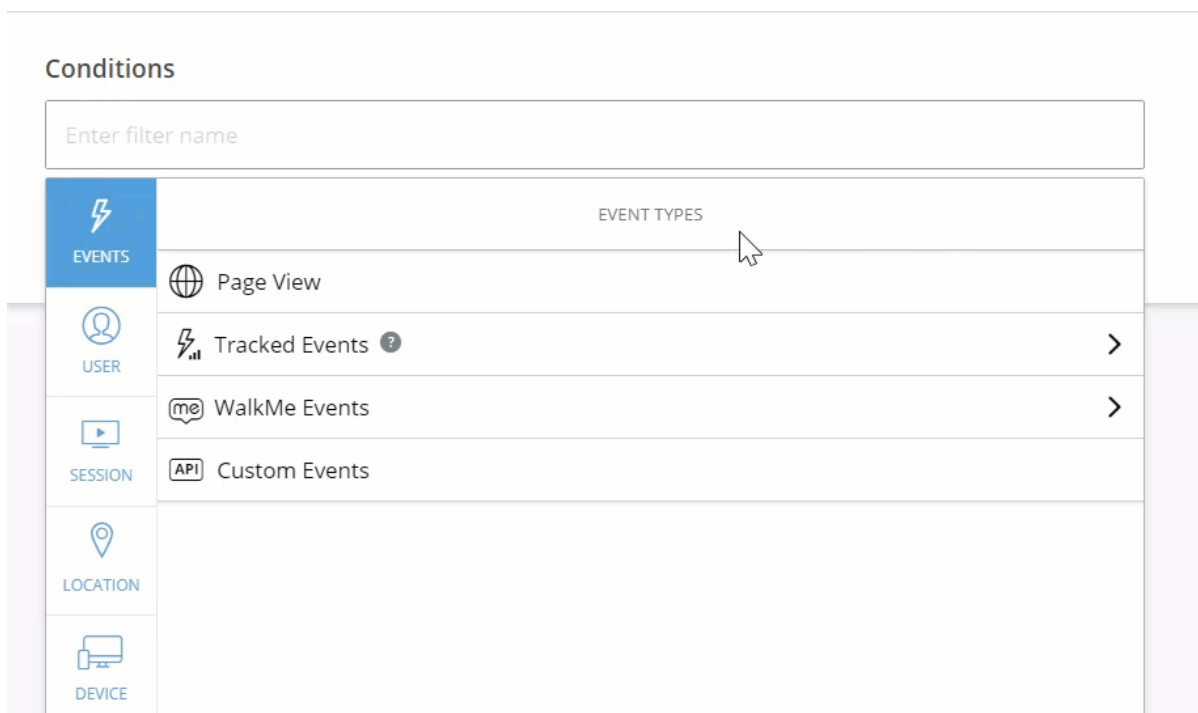 Conditions
Enter filter name
EVENTS
EVENT TYPES
Page View
Tracked Events ?
me WalkMe Events
API Custom Events
USER
SESSION
LOCATION
DEVICE